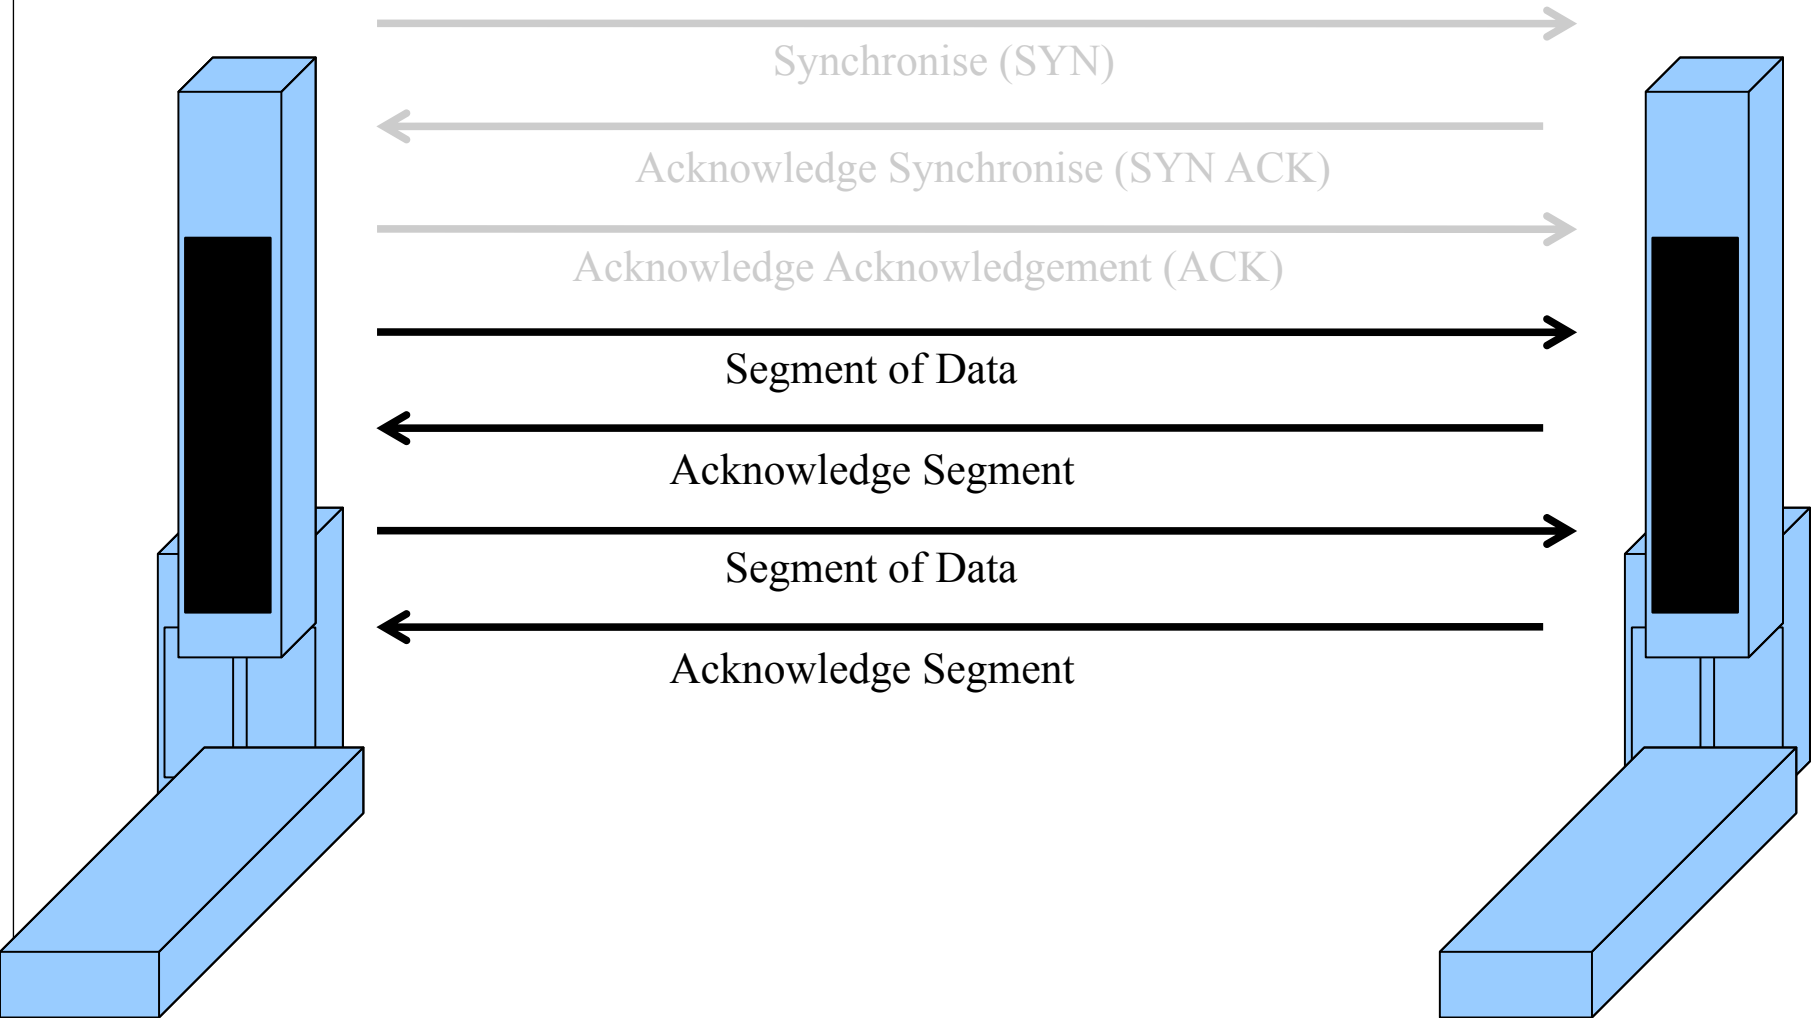 Synchronise (SYN)
Acknowledge Synchronise (SYN ACK)
Acknowledge Acknowledgement (ACK)
Segment of Data
Acknowledge Segment
Segment of Data
Acknowledge Segment